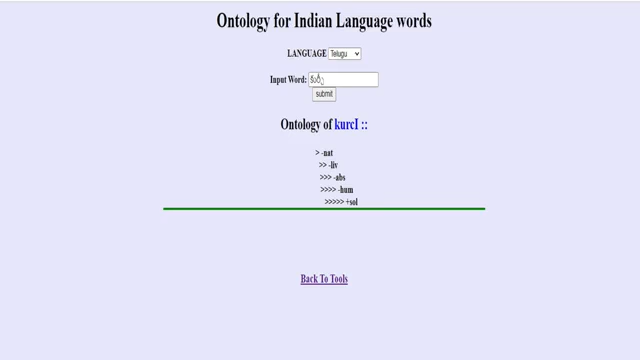 Ontology for Indian Language words
LANGUAGE Telugu
Input Word:
submit
Ontology of kurcI ::
> -nat
>> -liv
>>> -abs
>>>> -hum
>>>>> +sol
Back To Tools